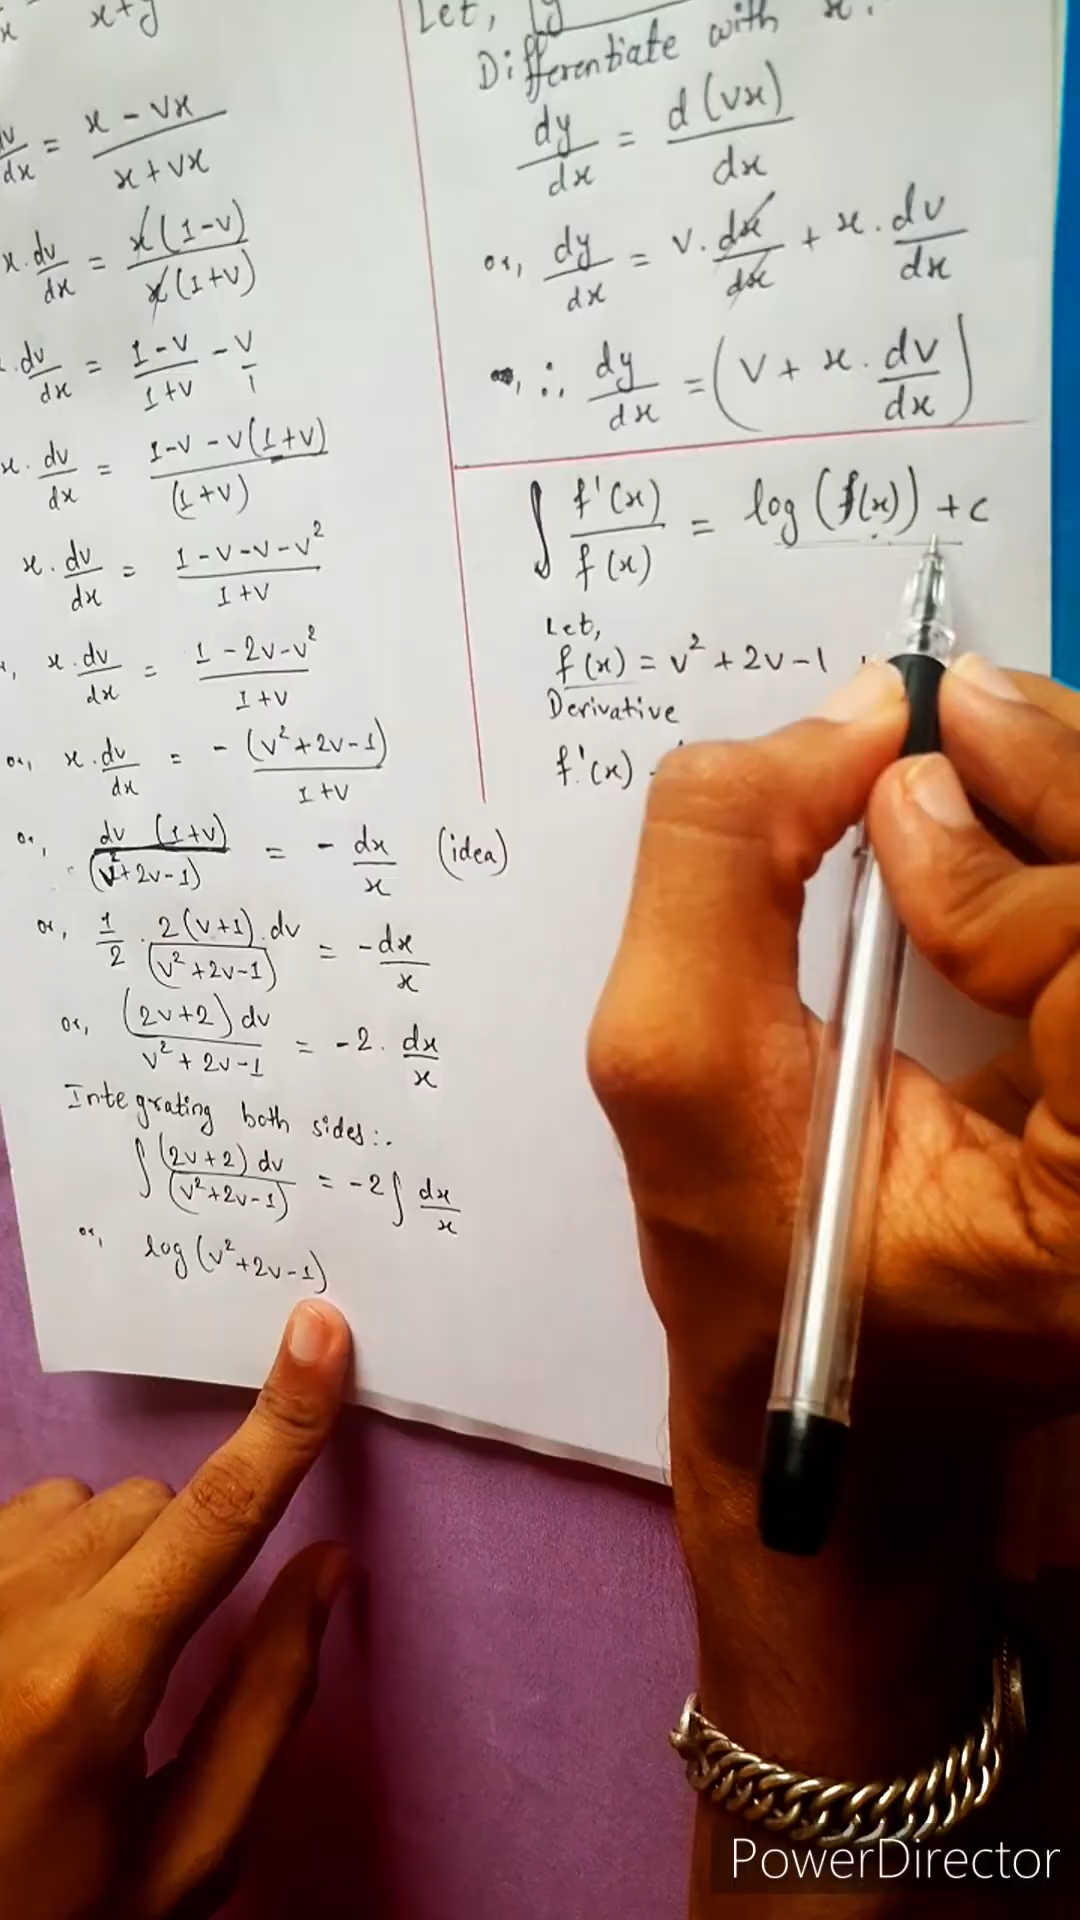 x+y
dv/dx = x - vx / x + vx
x. dv/dx = x(1-v) / x(1+v)
. dv/dx = 1-v / 1+v - v/1
x. dv/dx = 1-v - v(1+v) / (1+v)
x. dv/dx = 1-v-v-v² / 1+v
, x. dv/dx = 1-2v-v² / 1+v
or, x. dv/dx = - (v²+2v-1) / 1+v
or, dv (1+v) / (v²+2v-1) = - dx/x (idea)
or, 1/2 . 2(v+1).dv / (v²+2v-1) = -dx/x
or, (2v+2) dv / v²+2v-1 = -2. dx/x
Integrating both sides:.
∫ (2v+2) dv / (v²+2v-1) = -2 ∫ dx/x
or, log (v²+2v-1)
Let, y
Differentiate with x.
dy/dx = d(vx)/dx
or, dy/dx = v. dx/dx + x. dv/dx
∴ dy/dx = (v + x. dv/dx)
∫ f'(x) / f(x) = log (f(x)) + c
Let,
f(x) = v² + 2v - 1
Derivative
f'(x)
PowerDirector